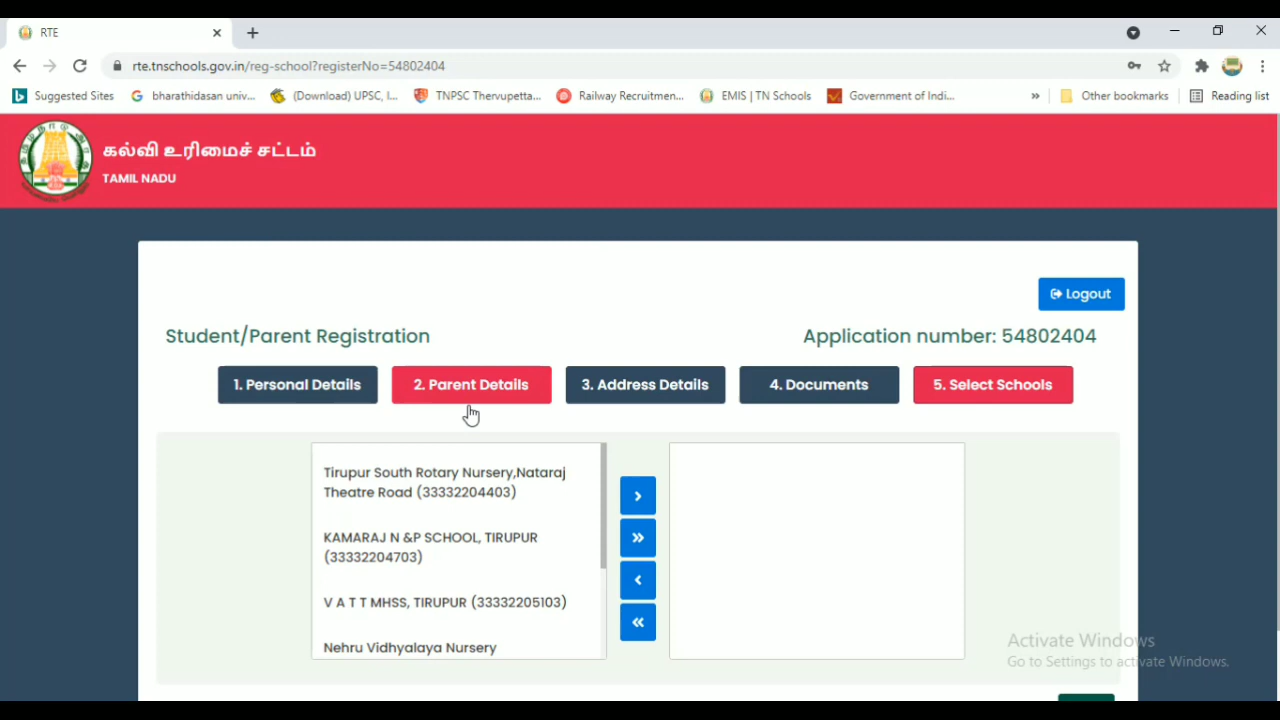 RTE
rte.tnschools.gov.in/reg-school?registerNo=54802404
Suggested Sites
bharathidasan univ...
(Download) UPSC, I...
TNPSC Thervupetta...
Railway Recruitmen...
EMIS | TN Schools
Government of Indi...
Other bookmarks
Reading list
கல்வி உரிமைச் சட்டம்
TAMIL NADU
Logout
Student/Parent Registration
Application number: 54802404
1. Personal Details
2. Parent Details
3. Address Details
4. Documents
5. Select Schools
Tirupur South Rotary Nursery,Nataraj
Theatre Road (33332204403)
KAMARAJ N &P SCHOOL, TIRUPUR
(33332204703)
V A T T MHSS, TIRUPUR (33332205103)
Nehru Vidhyalaya Nursery
Activate Windows
Go to Settings to activate Windows.